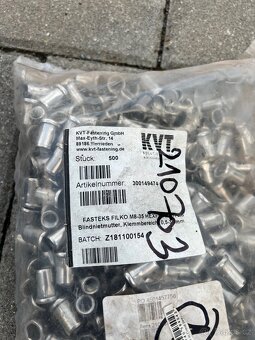 KVT-Fastening GmbH
Max-Eyth-Str. 14
89186 Illerrieden
www.kvt-fastening.de
KVT
Stück: 500
Artikelnummer:
210703
FASTEKS FILKO M8-35
Blindnietmutter, Klemmbereich
BATCH: Z181100154